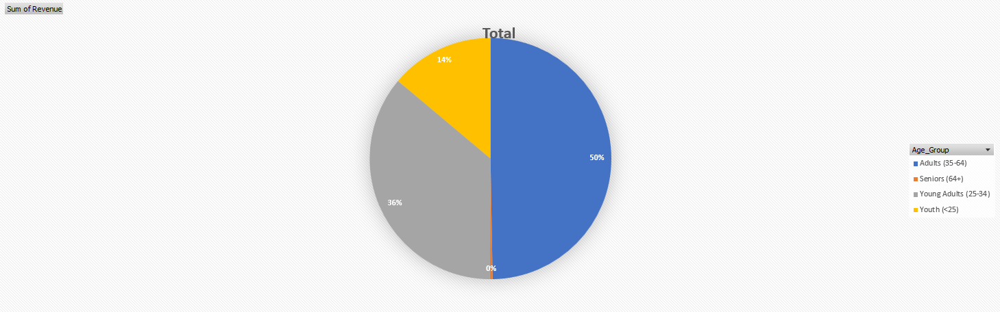 Sum of Revenue
Total
14%
50%
36%
0%
Age_Group
Adults (35-64)
Seniors (64+)
Young Adults (25-34)
Youth (<25)